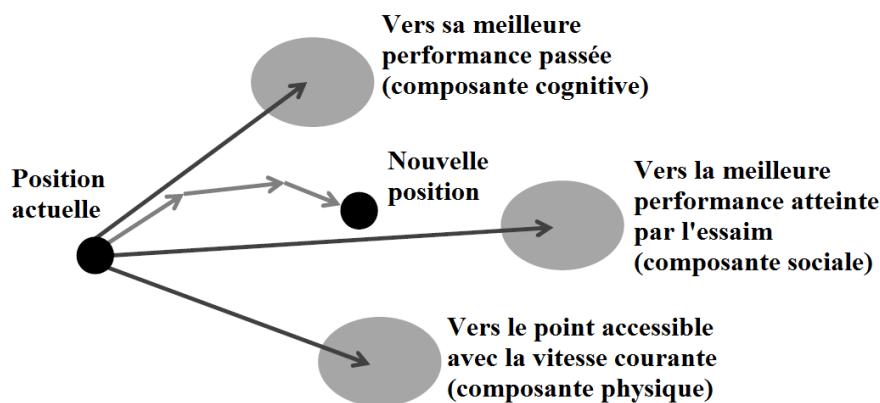 Vers sa meilleure
performance passée
(composante cognitive)
Position
actuelle
Nouvelle
position
Vers la meilleure
performance atteinte
par l'essaim
(composante sociale)
Vers le point accessible
avec la vitesse courante
(composante physique)